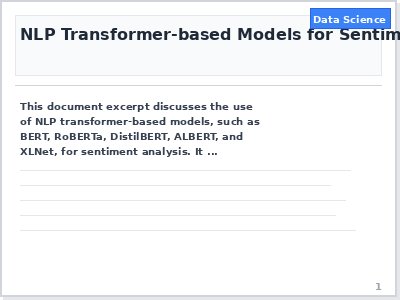 Data Science
NLP Transformer-based Models for Sentim
This document excerpt discusses the use
of NLP transformer-based models, such as
BERT, RoBERTa, DistilBERT, ALBERT, and
XLNet, for sentiment analysis. It ...
1